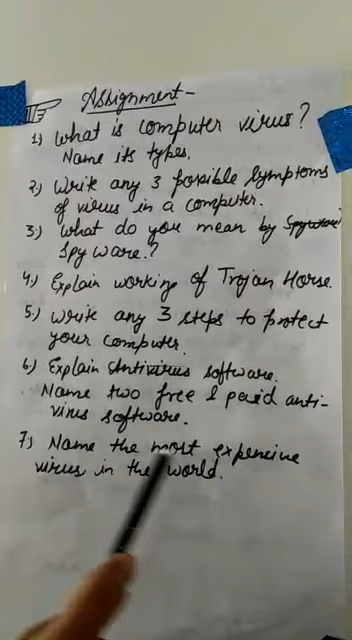 Assignment-
1) What is computer virus?
Name its types.
2) Write any 3 possible symptoms
of virus in a computer.
3) What do you mean by Spyware
Spy ware.?
4) Explain working of Trojan Horse.
5) Write any 3 steps to protect
your computer.
6) Explain Antivirus software.
Name two free & paid anti-
virus software.
7) Name the most expencive
virus in the world.